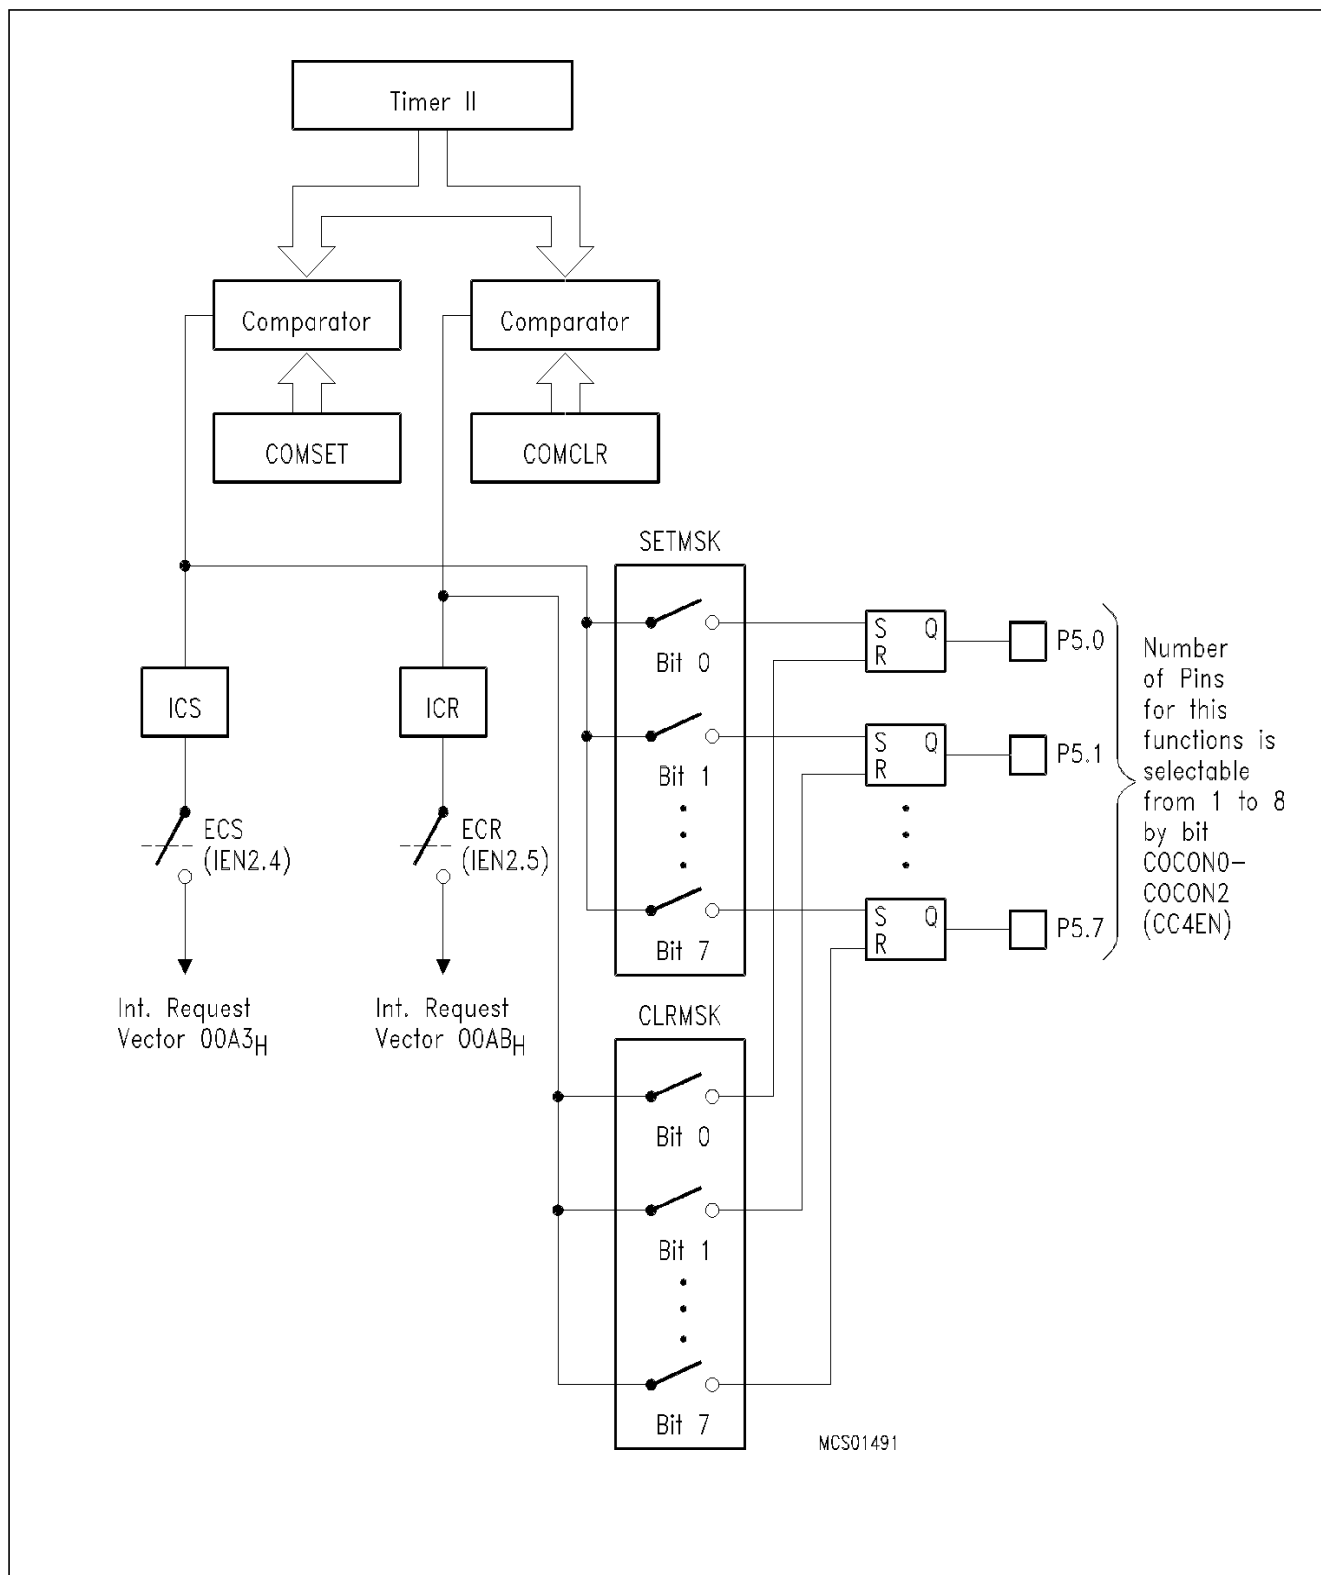 Timer II
Comparator
Comparator
COMSET
COMCLR
SETMSK
Bit 0
Bit 1
Bit 7
S Q
R
P5.0
S Q
R
P5.1
S Q
R
P5.7
Number
of Pins
for this
functions is
selectable
from 1 to 8
by bit
COCON0-
COCON2
(CC4EN)
ICS
ICR
ECS
(IEN2.4)
ECR
(IEN2.5)
Int. Request
Vector 00A3H
Int. Request
Vector 00ABH
CLRMSK
Bit 0
Bit 1
Bit 7
MCS01491